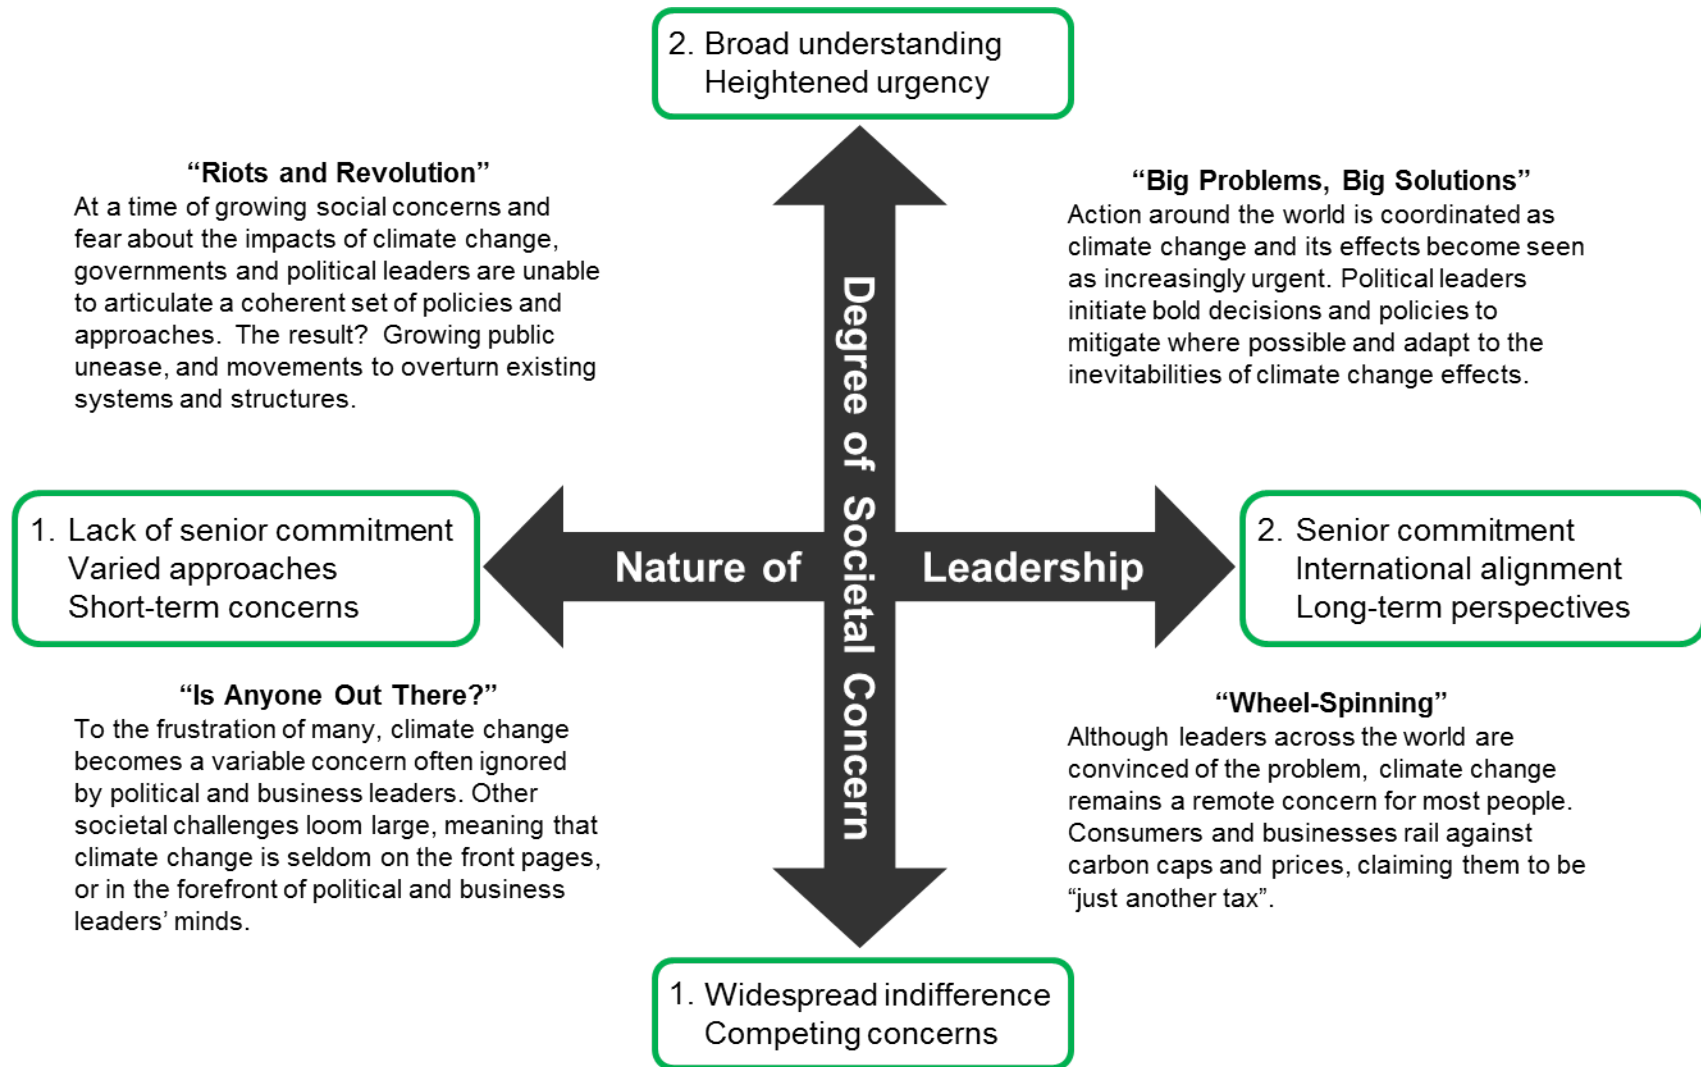 2. Broad understanding
Heightened urgency
“Riots and Revolution”
At a time of growing social concerns and
fear about the impacts of climate change,
governments and political leaders are unable
to articulate a coherent set of policies and
approaches.  The result?  Growing public
unease, and movements to overturn existing
systems and structures.
“Big Problems, Big Solutions”
Action around the world is coordinated as
climate change and its effects become seen
as increasingly urgent. Political leaders
initiate bold decisions and policies to
mitigate where possible and adapt to the
inevitabilities of climate change effects.
Degree of Societal Concern
1. Lack of senior commitment
Varied approaches
Short-term concerns
Nature of Leadership
2. Senior commitment
International alignment
Long-term perspectives
“Is Anyone Out There?”
To the frustration of many, climate change
becomes a variable concern often ignored
by political and business leaders. Other
societal challenges loom large, meaning that
climate change is seldom on the front pages,
or in the forefront of political and business
leaders’ minds.
“Wheel-Spinning”
Although leaders across the world are
convinced of the problem, climate change
remains a remote concern for most people.
Consumers and businesses rail against
carbon caps and prices, claiming them to be
“just another tax”.
1. Widespread indifference
Competing concerns